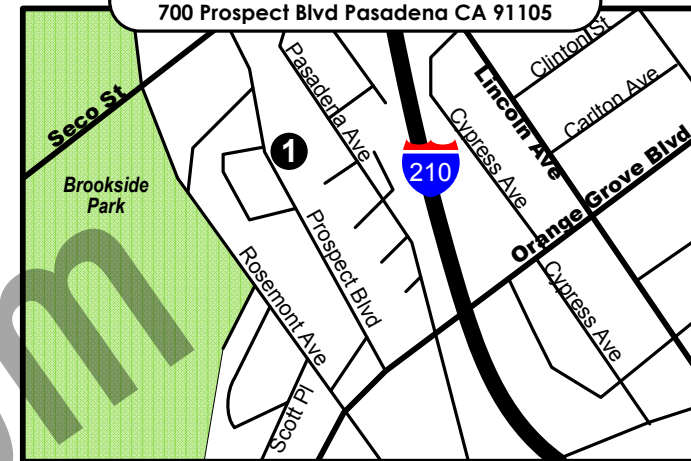 700 Prospect Blvd Pasadena CA 91105
Seco St
Brookside
Park
1
Pasadena Ave
210
Lincoln Ave
Clinton St
Carlton Ave
Cypress Ave
Orange Grove Blvd
Prospect Blvd
Rosemont Ave
Cypress Ave
Scott Pl
m